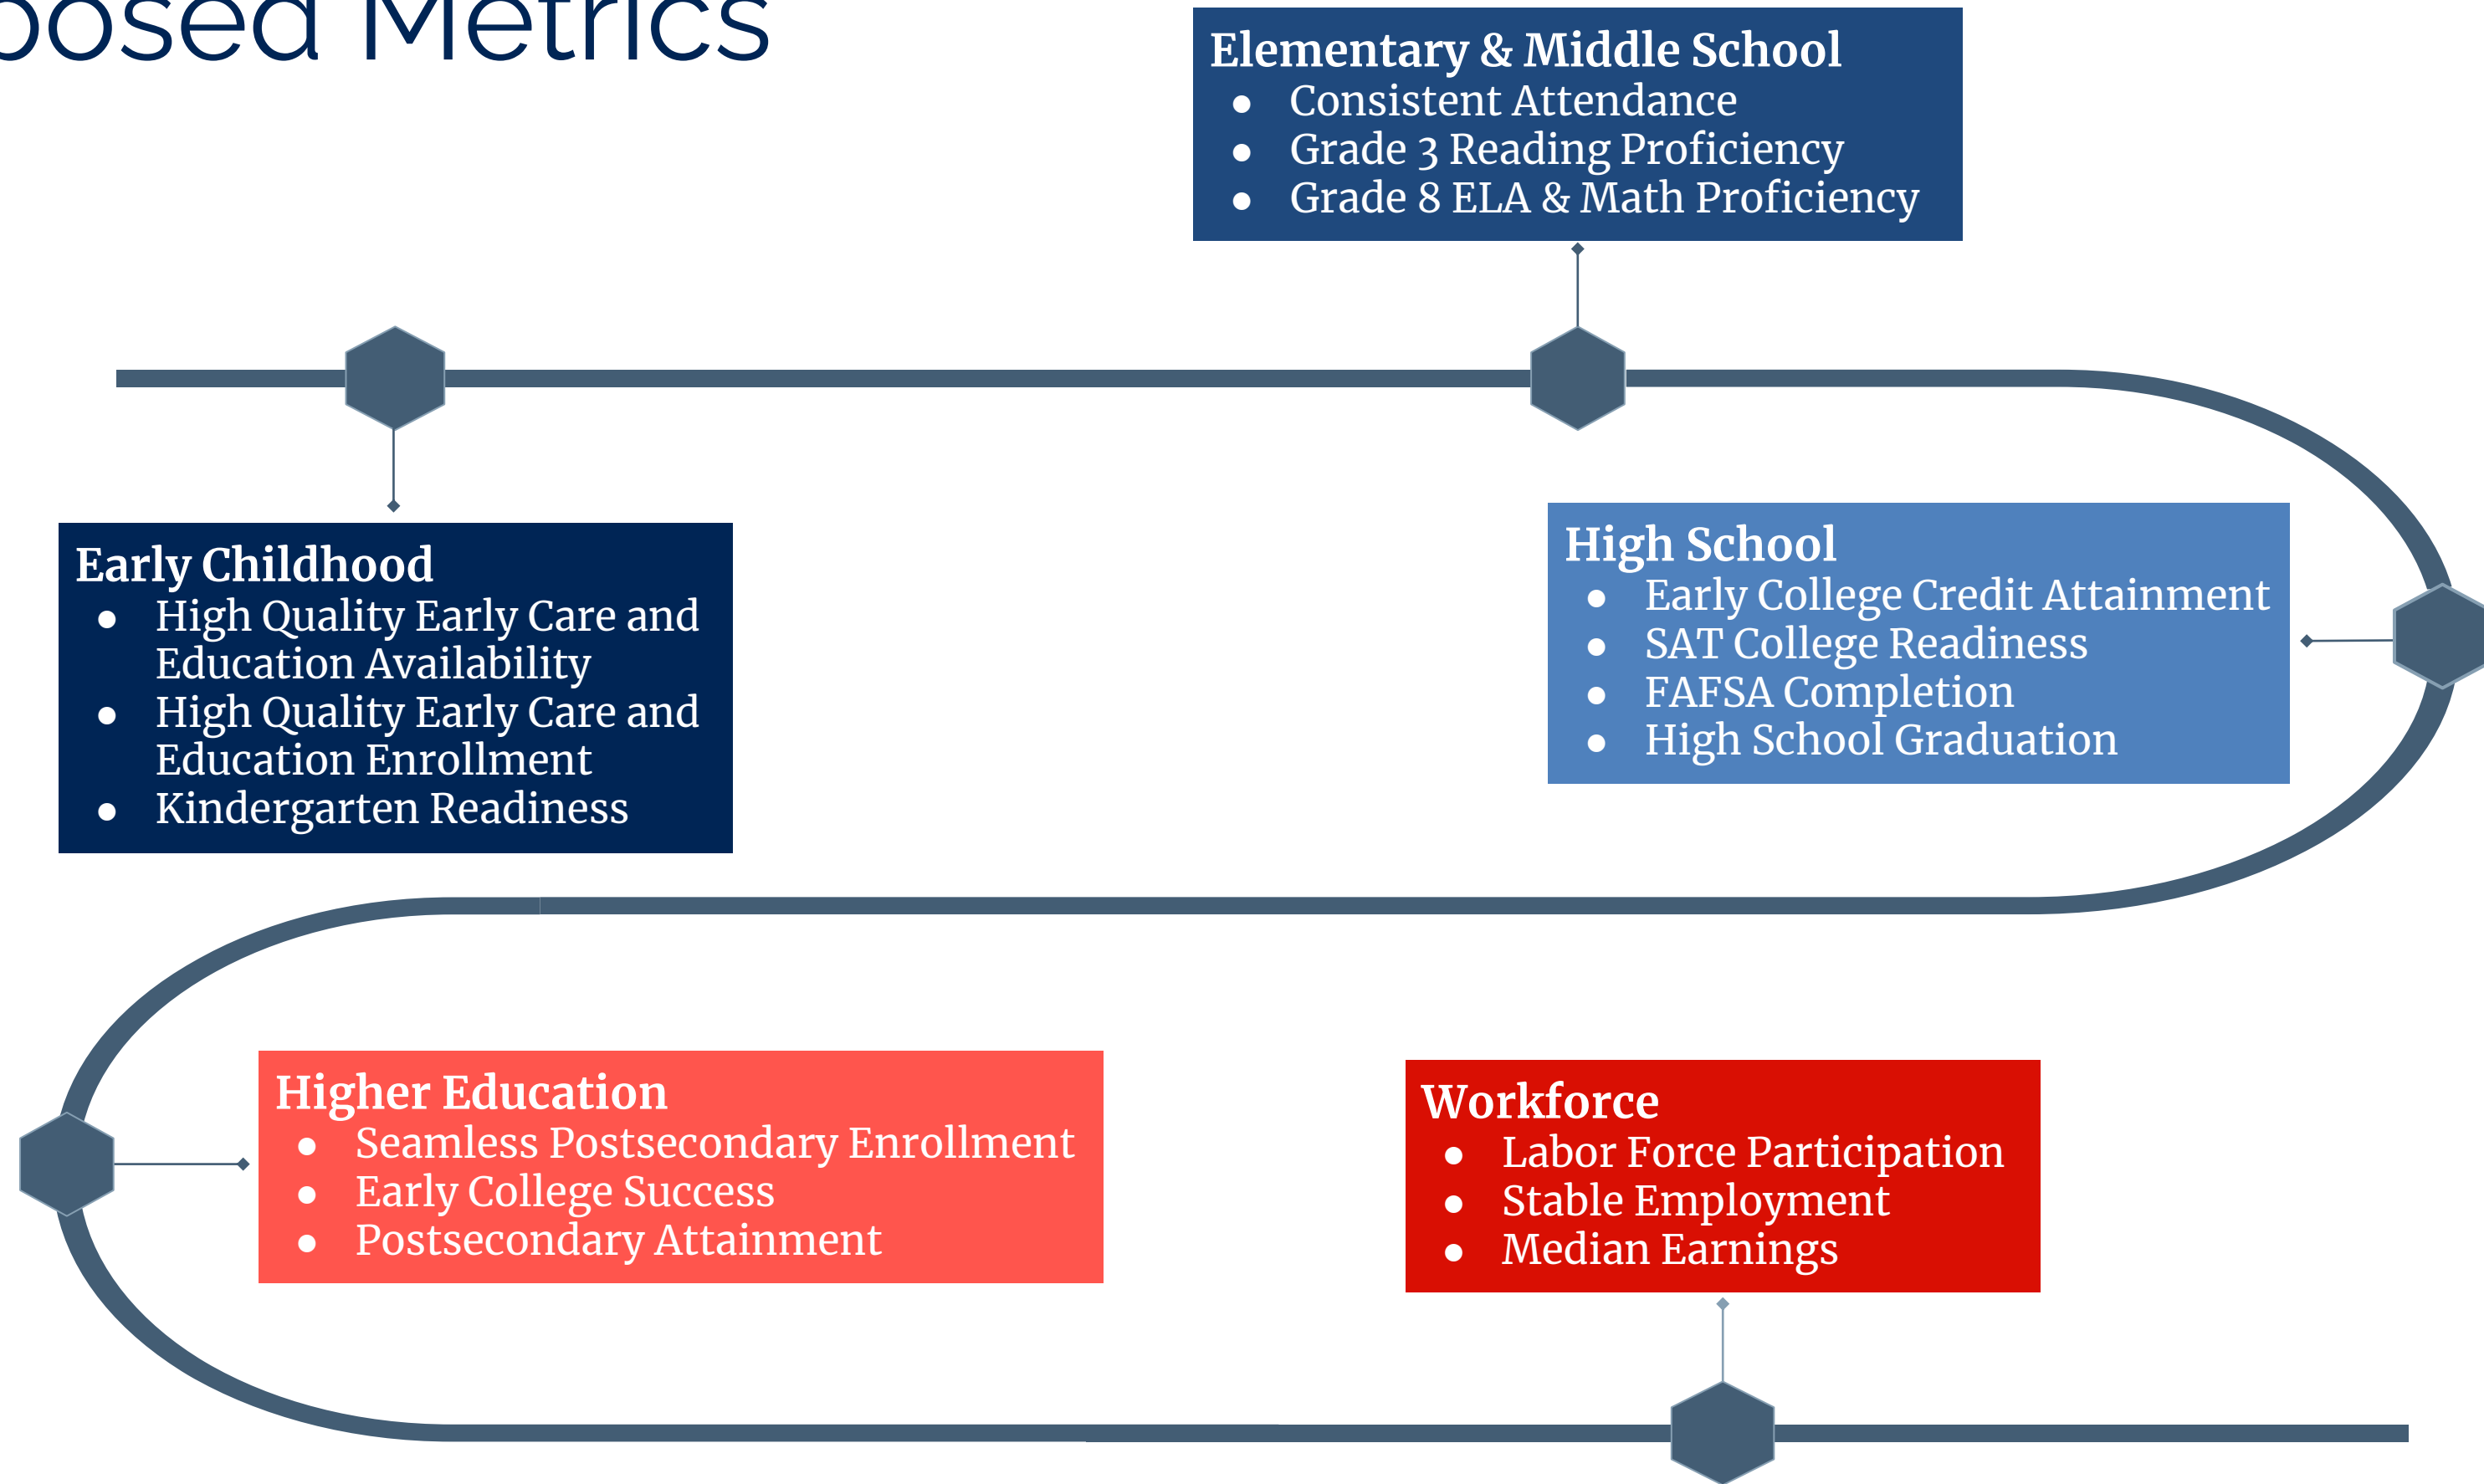 posed Metrics
Elementary & Middle School
● Consistent Attendance
● Grade 3 Reading Proficiency
● Grade 8 ELA & Math Proficiency
Early Childhood
● High Quality Early Care and
Education Availability
● High Quality Early Care and
Education Enrollment
● Kindergarten Readiness
High School
● Early College Credit Attainment
● SAT College Readiness
● FAFSA Completion
● High School Graduation
Higher Education
● Seamless Postsecondary Enrollment
● Early College Success
● Postsecondary Attainment
Workforce
● Labor Force Participation
● Stable Employment
● Median Earnings